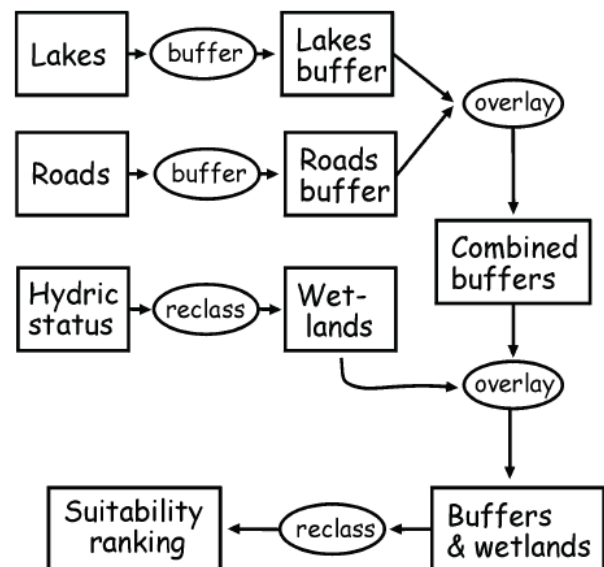 Lakes
buffer
Lakes
buffer
overlay
Roads
buffer
Roads
buffer
Combined
buffers
Hydric
status
reclass
Wet-
lands
overlay
Suitability
ranking
reclass
Buffers
& wetlands